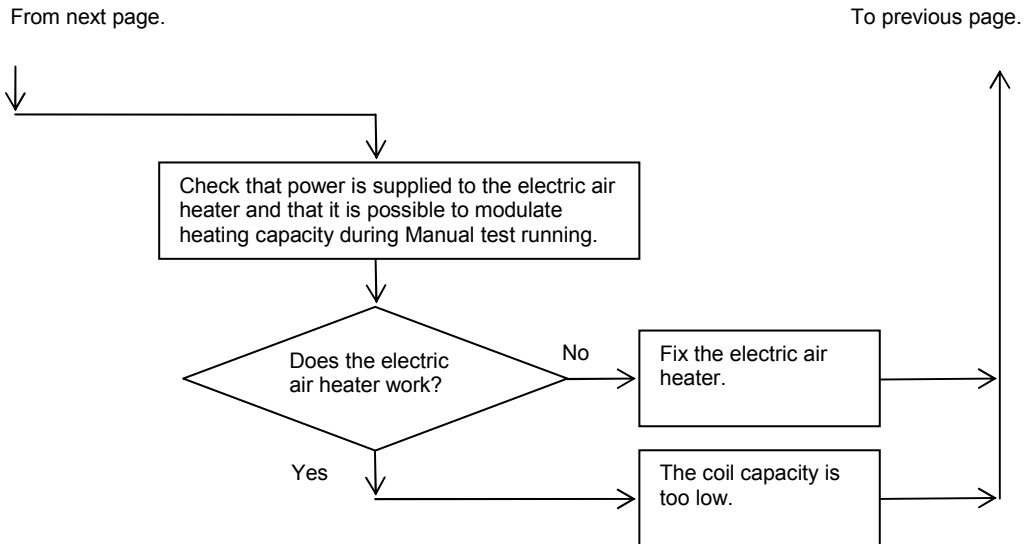 From next page.
To previous page.
Check that power is supplied to the electric air
heater and that it is possible to modulate
heating capacity during Manual test running.
Does the electric
air heater work?
No
Fix the electric air
heater.
Yes
The coil capacity is
too low.